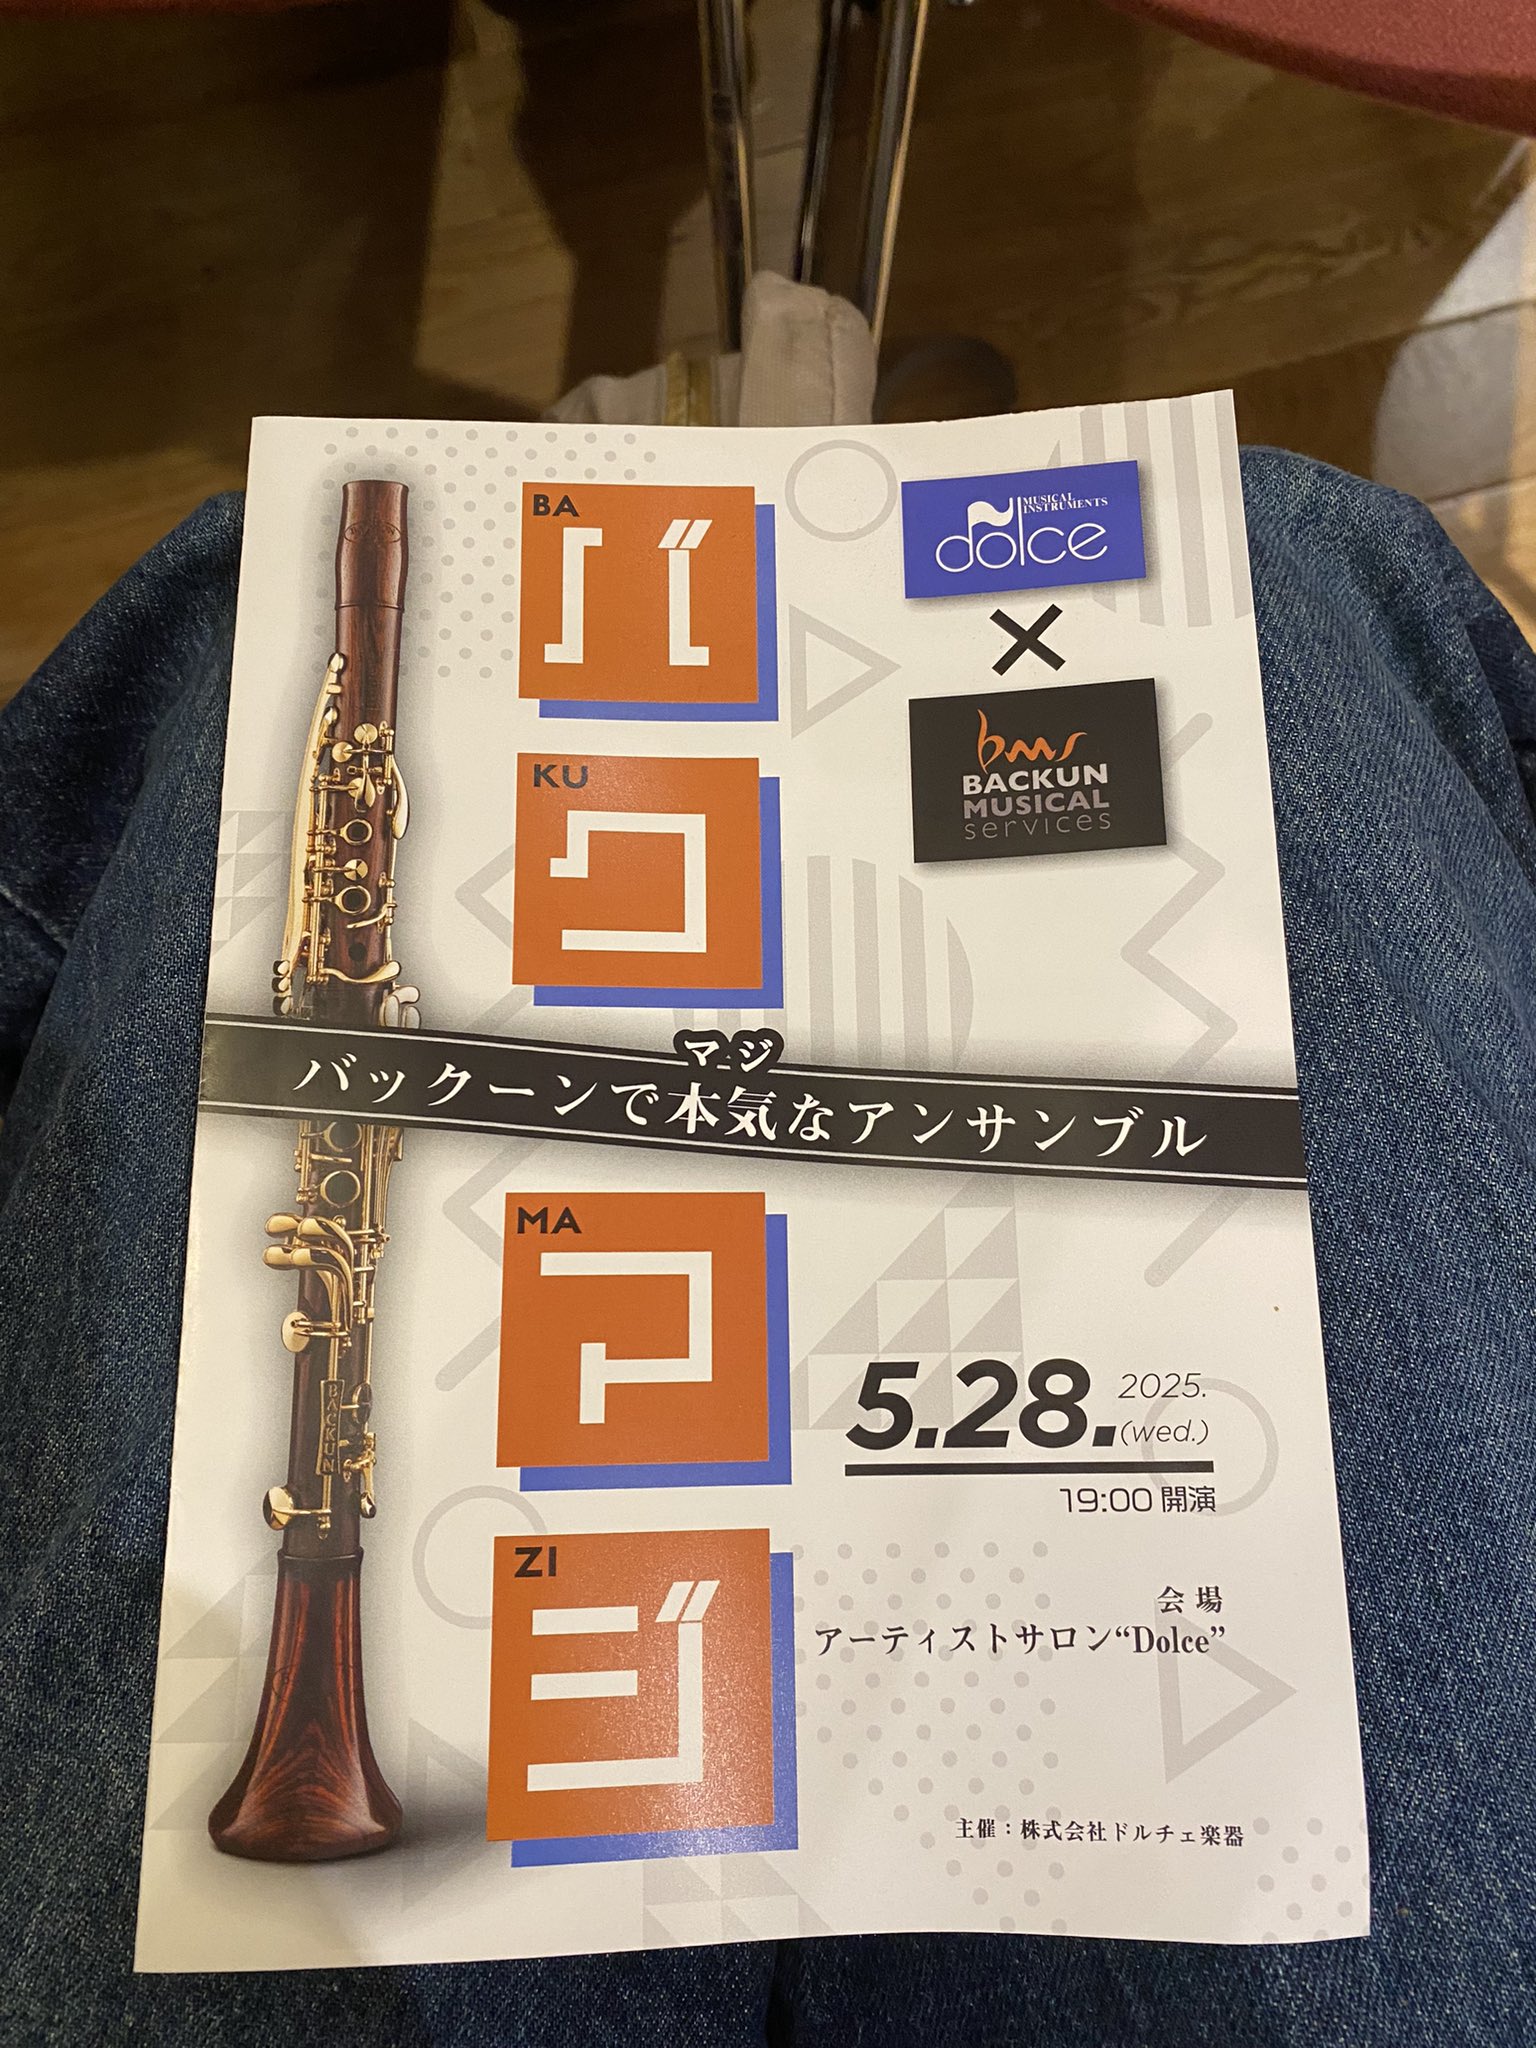 BA
バ
KU
ク
MUSICAL
INSTRUMENTS
dolce
×
bms
BACKUN
MUSICAL
services
マジ
バックーンで本気なアンサンブル
MA
マ
ZI
ジ
BACKUN
5.28.
2025.
(wed.)
19:00 開演
会場
アーティストサロン“Dolce”
主催：株式会社ドルチェ楽器